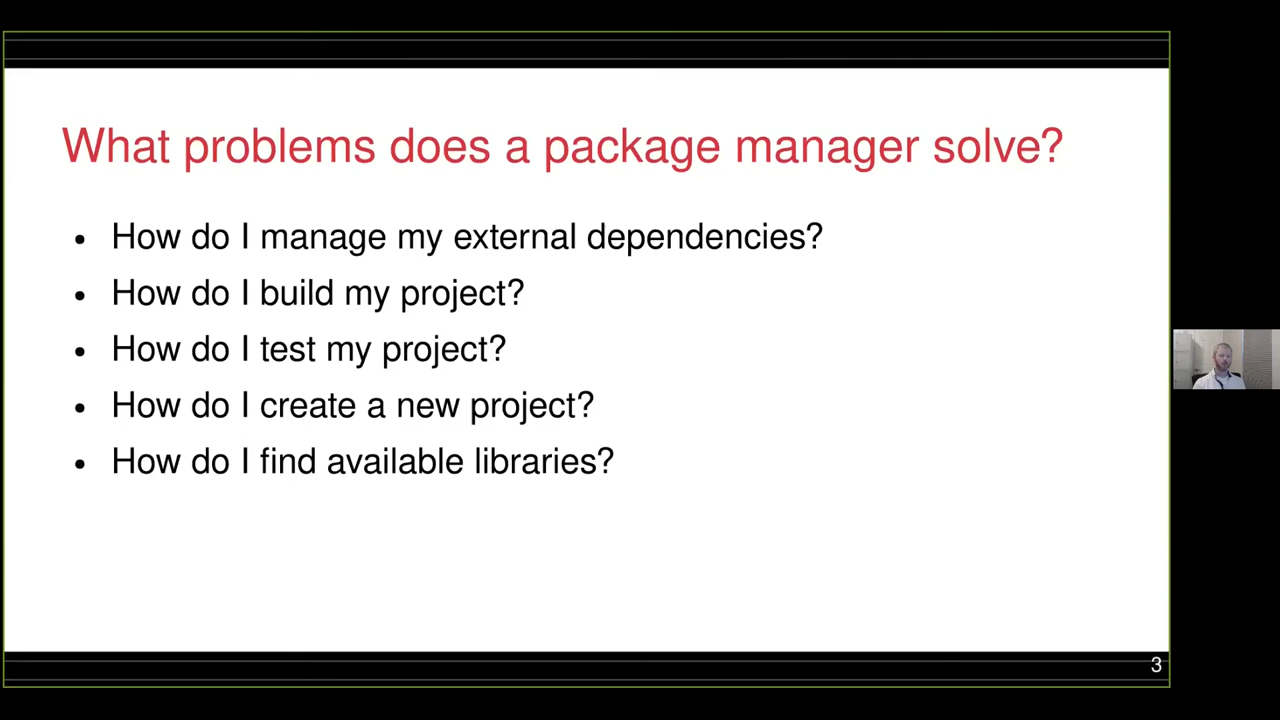 What problems does a package manager solve?
• How do I manage my external dependencies?
• How do I build my project?
• How do I test my project?
• How do I create a new project?
• How do I find available libraries?
3